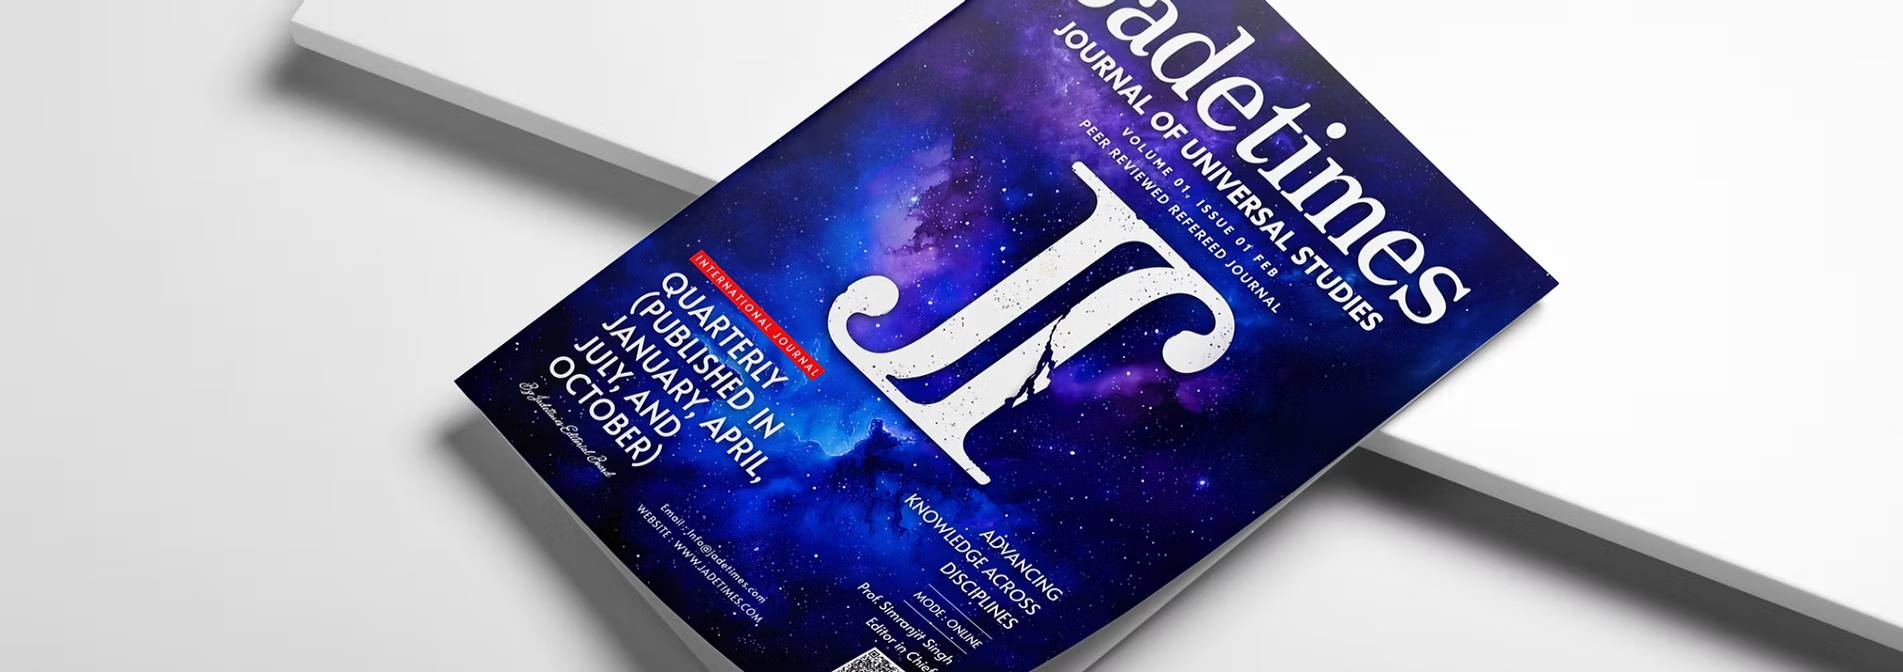 Jadetimes
JOURNAL OF UNIVERSAL STUDIES
VOLUME 01, ISSUE 01 FEB
PEER REVIEWED REFEREED JOURNAL
INTERNATIONAL JOURNAL
QUARTERLY
(PUBLISHED IN
JANUARY, APRIL,
JULY, AND
OCTOBER)
By Jadetimes Editorial Board
Email : Info@jadetimes.com
WEBSITE : WWW.JADETIMES.COM
ADVANCING
KNOWLEDGE ACROSS
DISCIPLINES
MODE: ONLINE
Prof. Simranjit Singh
Editor in Chief